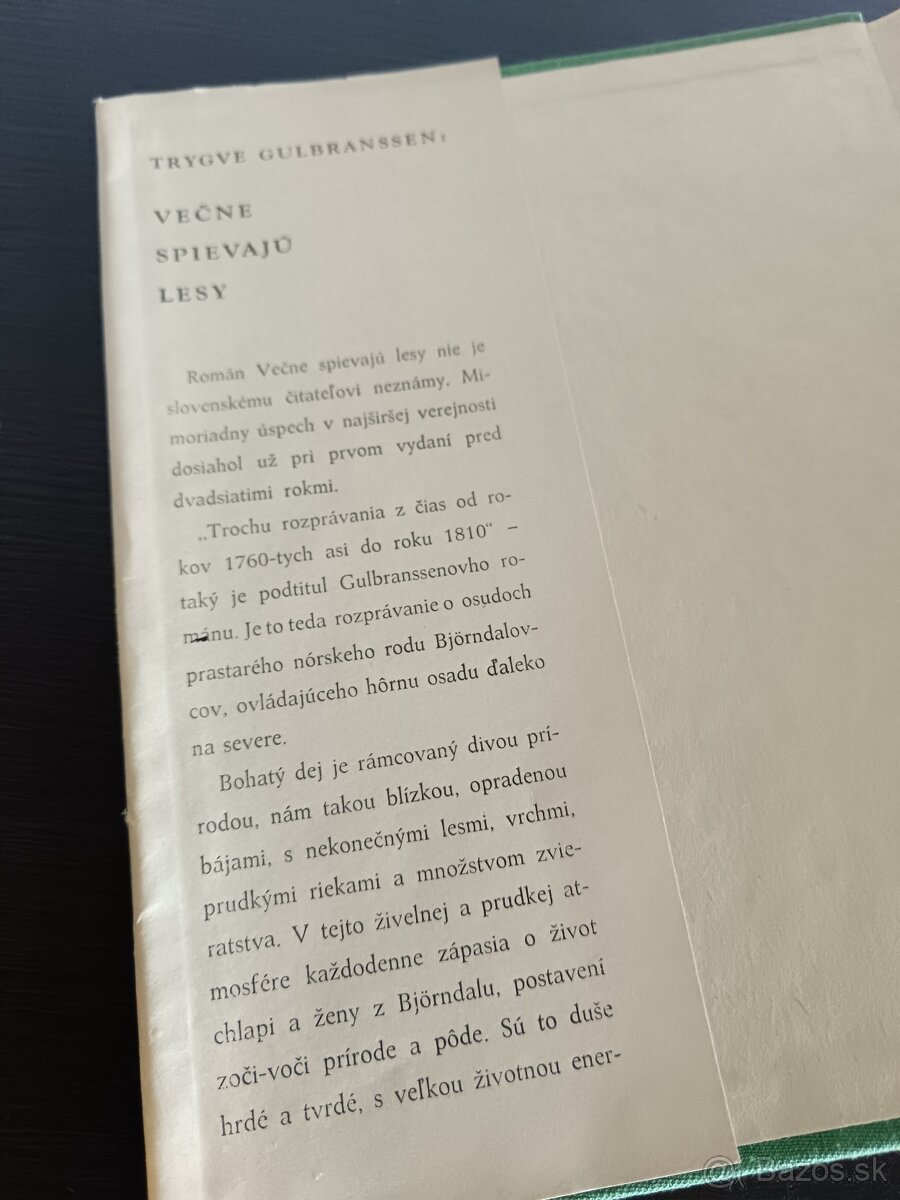 TRYGVE GULBRANSSEN:
VEČNE
SPIEVAJÚ
LESY
Román Večne spievajú lesy nie je
slovenskému čitateľovi neznámy. Mi-
moriadny úspech v najširšej verejnosti
dosiahol už pri prvom vydaní pred
dvadsiatimi rokmi.
„Trochu rozprávania z čias od ro-
kov 1760-tych asi do roku 1810“ –
taký je podtitul Gulbranssenovho ro-
mánu. Je to teda rozprávanie o osudoch
prastarého nórskeho rodu Björndalov-
cov, ovládajúceho hôrnu osadu ďaleko
na severe.
Bohatý dej je rámcovaný divou prí-
rodou, nám takou blízkou, opradenou
bájami, s nekonečnými lesmi, vrchmi,
prudkými riekami a množstvom zvie-
ratstva. V tejto živelnej a prudkej at-
mosfére každodenne zápasia o život
chlapi a ženy z Björndalu, postavení
zoči-voči prírode a pôde. Sú to duše
hrdé a tvrdé, s veľkou životnou ener-
Bazos.sk